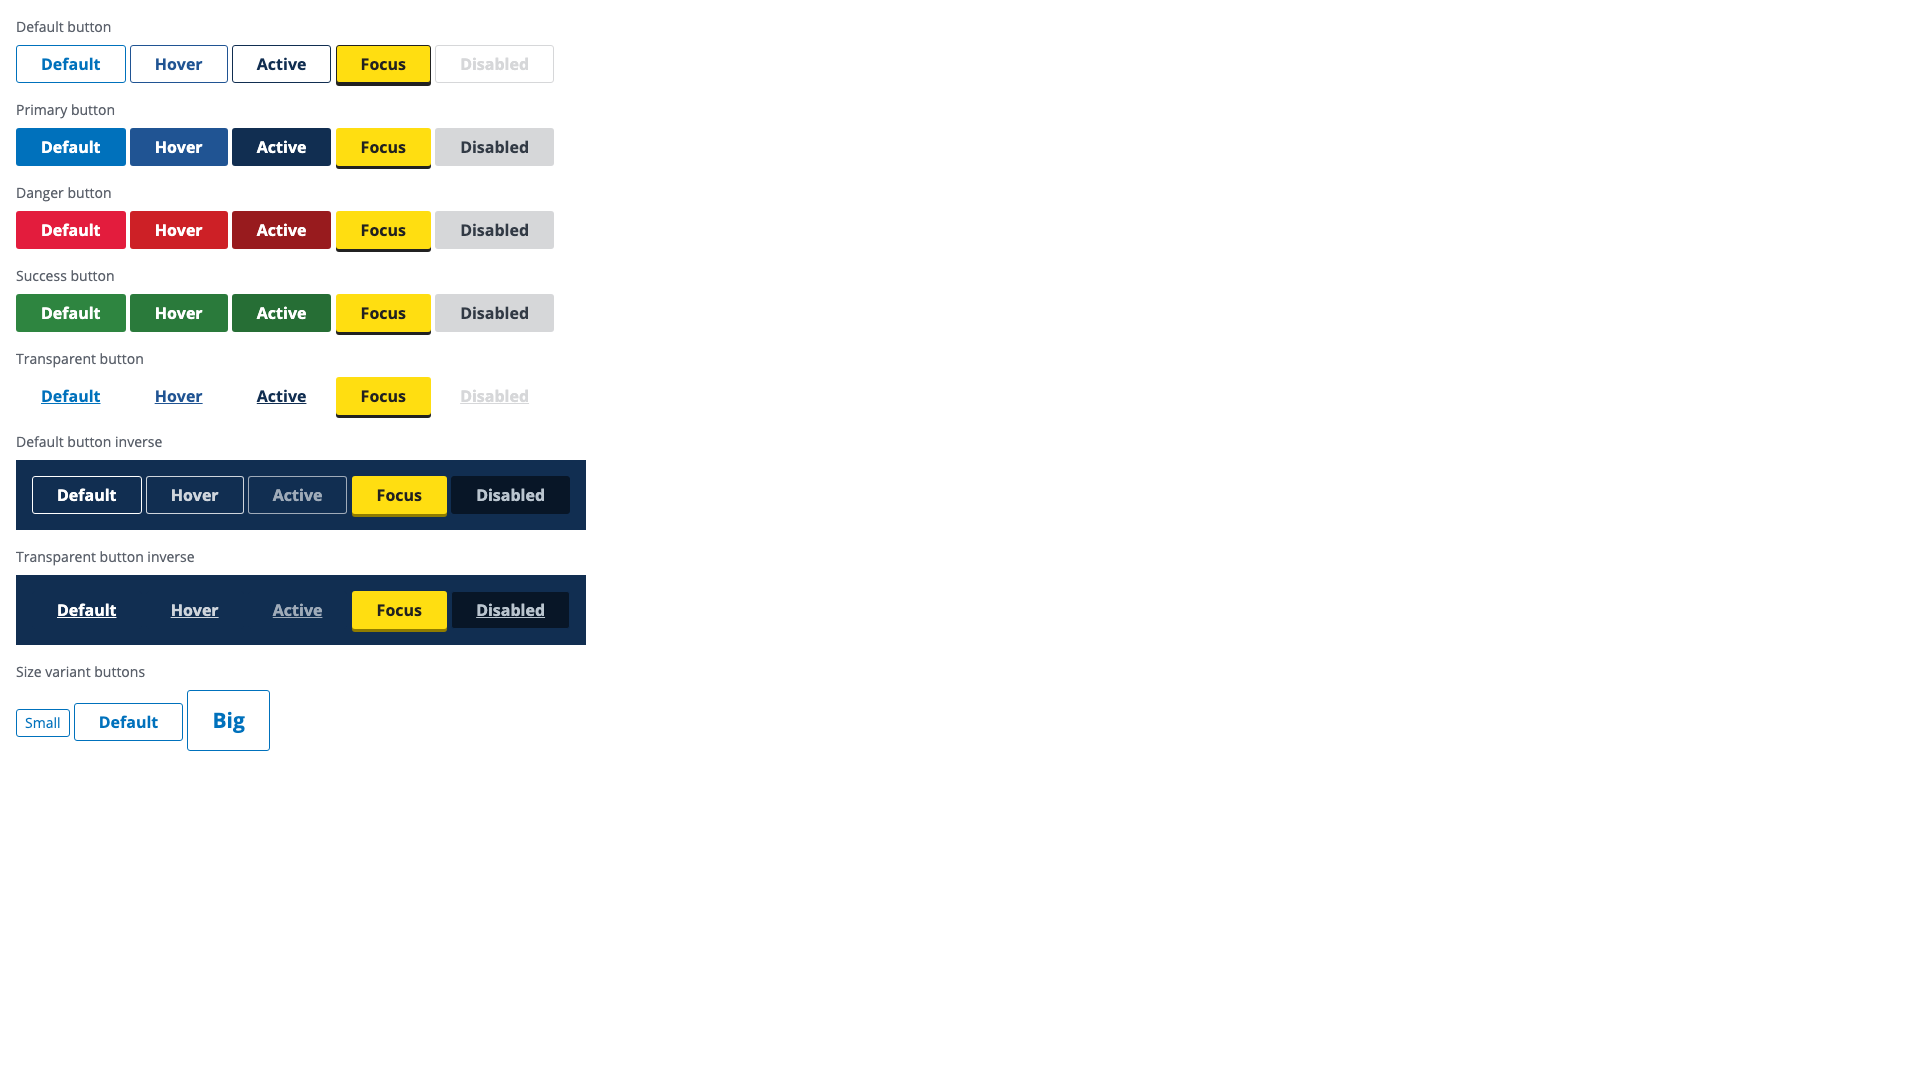 Default button
Default Hover Active Focus Disabled
Primary button
Default Hover Active Focus Disabled
Danger button
Default Hover Active Focus Disabled
Success button
Default Hover Active Focus Disabled
Transparent button
Default Hover Active Focus Disabled
Default button inverse
Default Hover Active Focus Disabled
Transparent button inverse
Default Hover Active Focus Disabled
Size variant buttons
Small Default Big